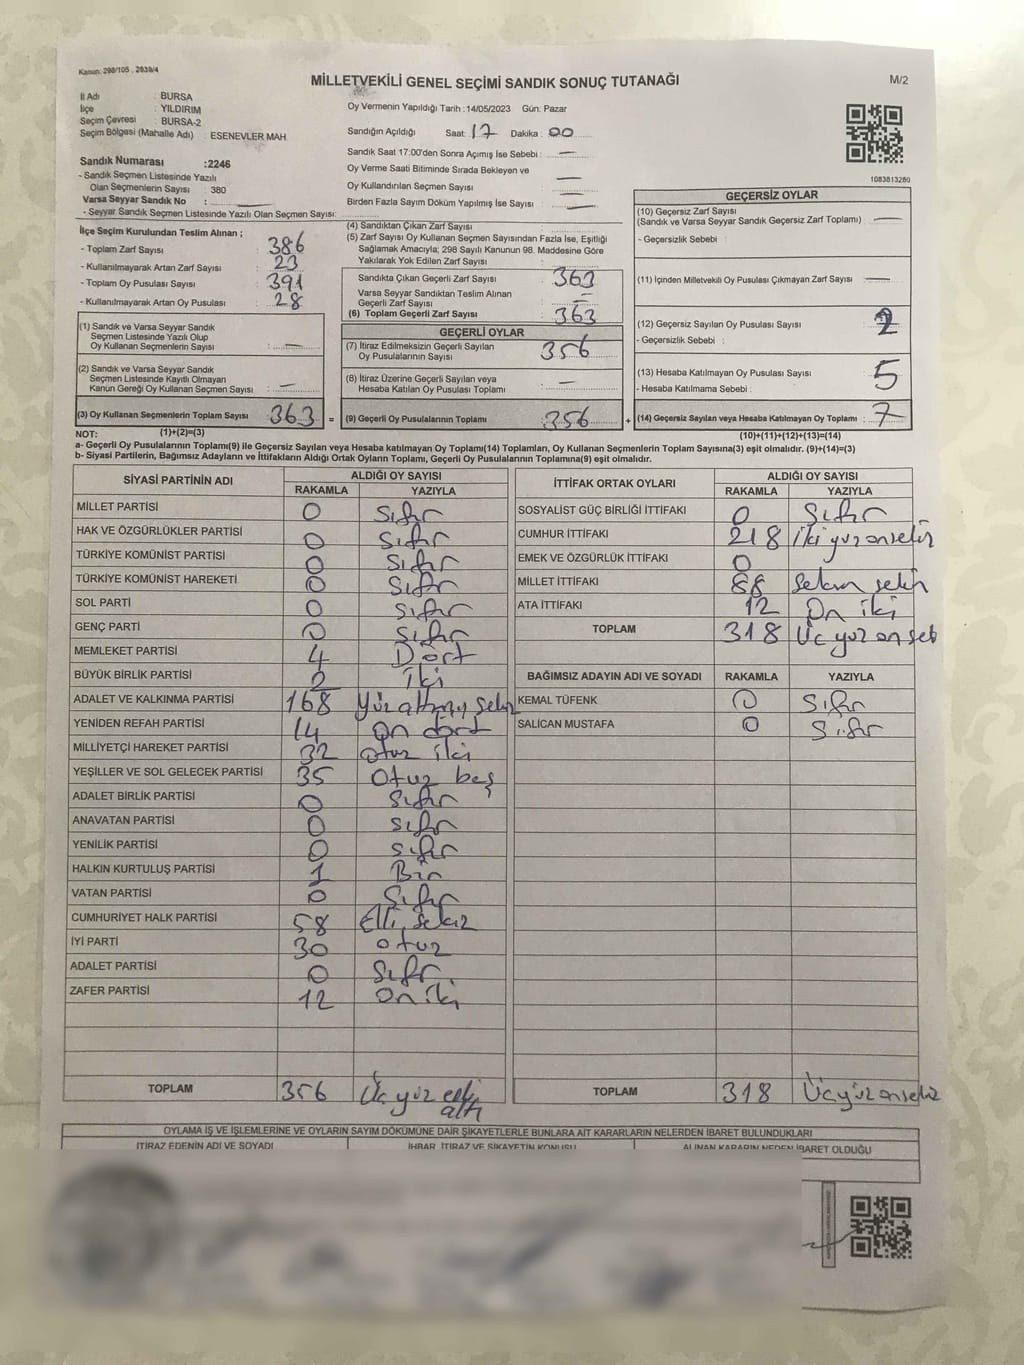 Kanun: 298/105 , 2839/4
MİLLETVEKİLİ GENEL SEÇİMİ SANDIK SONUÇ TUTANAĞI
M/2
İl Adı : BURSA
İlçe : YILDIRIM
Seçim Çevresi : BURSA-2
Seçim Bölgesi (Mahalle Adı) : ESENEVLER MAH.
Sandık Numarası :2246
- Sandık Seçmen Listesinde Yazılı
Olan Seçmenlerin Sayısı : 380
Varsa Seyyar Sandık No :
- Seyyar Sandık Seçmen Listesinde Yazılı Olan Seçmen Sayısı:
Oy Vermenin Yapıldığı Tarih :14/05/2023 Gün: Pazar
Sandığın Açıldığı Saat: 17 Dakika : 00
Sandık Saat 17:00'den Sonra Açımış İse Sebebi : —
Oy Verme Saati Bitiminde Sırada Bekleyen ve
Oy Kullandırılan Seçmen Sayısı : —
Birden Fazla Sayım Döküm Yapılmış İse Sayısı : —
1083813280
İlçe Seçim Kurulundan Teslim Alınan ;
- Toplam Zarf Sayısı : 386
- Kullanılmayarak Artan Zarf Sayısı : 23
- Toplam Oy Pusulası Sayısı : 391
- Kullanılmayarak Artan Oy Pusulası : 28
(1) Sandık ve Varsa Seyyar Sandık
Seçmen Listesinde Yazılı Olup
Oy Kullanan Seçmenlerin Sayısı : —
(2) Sandık ve Varsa Seyyar Sandık
Seçmen Listesinde Kayıtlı Olmayan
Kanun Gereği Oy Kullanan Seçmen Sayısı : —
(3) Oy Kullanan Seçmenlerin Toplam Sayısı : 363 =
(1)+(2)=(3)
(4) Sandıktan Çıkan Zarf Sayısı :
(5) Zarf Sayısı Oy Kullanan Seçmen Sayısından Fazla İse, Eşitliği
Sağlamak Amacıyla; 298 Sayılı Kanunun 98. Maddesine Göre
Yakılarak Yok Edilen Zarf Sayısı :
Sandıkta Çıkan Geçerli Zarf Sayısı : 363
Varsa Seyyar Sandıktan Teslim Alınan
Geçerli Zarf Sayısı : —
(6) Toplam Geçerli Zarf Sayısı : 363
GEÇERLİ OYLAR
(7) İtiraz Edilmeksizin Geçerli Sayılan
Oy Pusulalarının Sayısı : 356
(8) İtiraz Üzerine Geçerli Sayılan veya
Hesaba Katılan Oy Pusulası Toplamı : —
(9) Geçerli Oy Pusulalarının Toplamı : 356 +
GEÇERSİZ OYLAR
(10) Geçersiz Zarf Sayısı
(Sandık ve Varsa Seyyar Sandık Geçersiz Zarf Toplamı) : —
- Geçersizlik Sebebi :
(11) İçinden Milletvekili Oy Pusulası Çıkmayan Zarf Sayısı : —
(12) Geçersiz Sayılan Oy Pusulası Sayısı : 2
- Geçersizlik Sebebi :
(13) Hesaba Katılmayan Oy Pusulası Sayısı : 5
- Hesaba Katılmama Sebebi :
(14) Geçersiz Sayılan veya Hesaba Katılmayan Oy Toplamı : 7
(10)+(11)+(12)+(13)=(14)
NOT:
a- Geçerli Oy Pusulalarının Toplamı(9) ile Geçersiz Sayılan veya Hesaba katılmayan Oy Toplamı(14) Toplamları, Oy Kullanan Seçmenlerin Toplam Sayısına(3) eşit olmalıdır. (9)+(14)=(3)
b- Siyasi Partilerin, Bağımsız Adayların ve İttifakların Aldığı Ortak Oyların Toplamı, Geçerli Oy Pusulalarının Toplamına(9) eşit olmalıdır.
SİYASİ PARTİNİN ADI ALDIĞI OY SAYISI
RAKAMLA YAZIYLA
MİLLET PARTİSİ 0 Sıfır
HAK VE ÖZGÜRLÜKLER PARTİSİ 0 Sıfır
TÜRKİYE KOMÜNİST PARTİSİ 0 Sıfır
TÜRKİYE KOMÜNİST HAREKETİ 0 Sıfır
SOL PARTİ 0 Sıfır
GENÇ PARTİ 0 Sıfır
MEMLEKET PARTİSİ 4 Dört
BÜYÜK BİRLİK PARTİSİ 2 İki
ADALET VE KALKINMA PARTİSİ 168 Yüz altmış sekiz
YENİDEN REFAH PARTİSİ 14 On dört
MİLLİYETÇİ HAREKET PARTİSİ 32 otuz iki
YEŞİLLER VE SOL GELECEK PARTİSİ 35 Otuz beş
ADALET BİRLİK PARTİSİ 0 Sıfır
ANAVATAN PARTİSİ 0 Sıfır
YENİLİK PARTİSİ 0 Sıfır
HALKIN KURTULUŞ PARTİSİ 1 Bir
VATAN PARTİSİ 0 Sıfır
CUMHURİYET HALK PARTİSİ 58 Elli sekiz
İYİ PARTİ 30 otuz
ADALET PARTİSİ 0 Sıfır
ZAFER PARTİSİ 12 On iki
TOPLAM 356 Üç yüz elli
altı
İTTİFAK ORTAK OYLARI ALDIĞI OY SAYISI
RAKAMLA YAZIYLA
SOSYALİST GÜÇ BİRLİĞİ İTTİFAKI 0 Sıfır
CUMHUR İTTİFAKI 218 İki yüz onsekiz
EMEK VE ÖZGÜRLÜK İTTİFAKI 0
MİLLET İTTİFAKI 88 Seksen sekiz
ATA İTTİFAKI 12 On iki
TOPLAM 318 Üç yüz on sek
BAĞIMSIZ ADAYIN ADI VE SOYADI RAKAMLA YAZIYLA
KEMAL TÜFENK 0 Sıfır
SALİCAN MUSTAFA 0 Sıfır
TOPLAM 318 Üçyüz onsekiz
OYLAMA İŞ VE İŞLEMLERİNE VE OYLARIN SAYIM DÖKÜMÜNE DAİR ŞİKAYETLERLE BUNLARA AİT KARARLARIN NELERDEN İBARET BULUNDUKLARI
İTİRAZ EDENİN ADI VE SOYADI İHBAR, İTİRAZ VE ŞİKAYETİN KONUSU ALINAN KARARIN NEDEN İBARET OLDUĞU